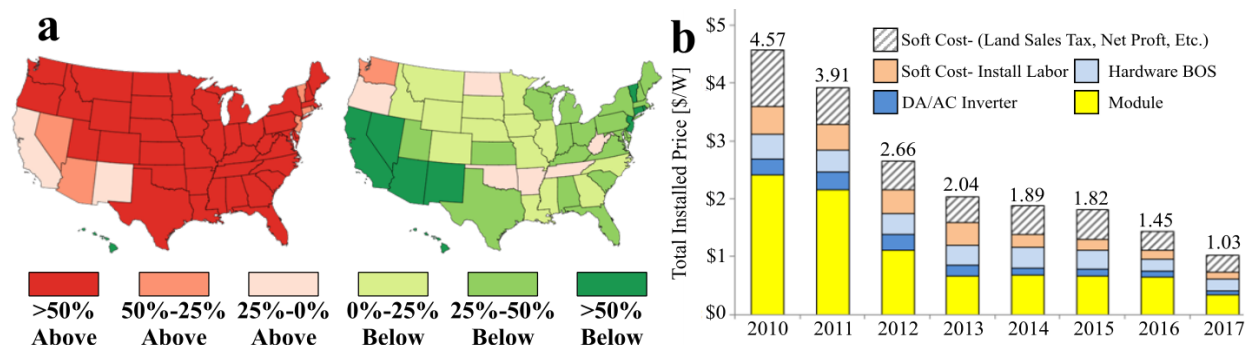 a
>50%
Above
50%-25%
Above
25%-0%
Above
0%-25%
Below
25%-50%
Below
>50%
Below
b
Total Installed Price [$/W]
$5
$4
$3
$2
$1
$0
4.57
3.91
2.66
2.04
1.89
1.82
1.45
1.03
Soft Cost- (Land Sales Tax, Net Proft, Etc.)
Soft Cost- Install Labor
Hardware BOS
DA/AC Inverter
Module
2010
2011
2012
2013
2014
2015
2016
2017